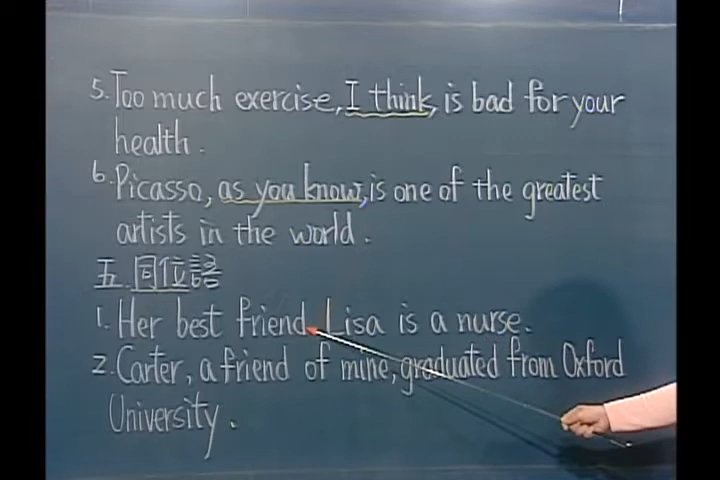 5. Too much exercise, I think, is bad for your
health.
6. Picasso, as you know, is one of the greatest
artists in the world.
五. 同位語
1. Her best friend Lisa is a nurse.
2. Carter, a friend of mine, graduated from Oxford
University.